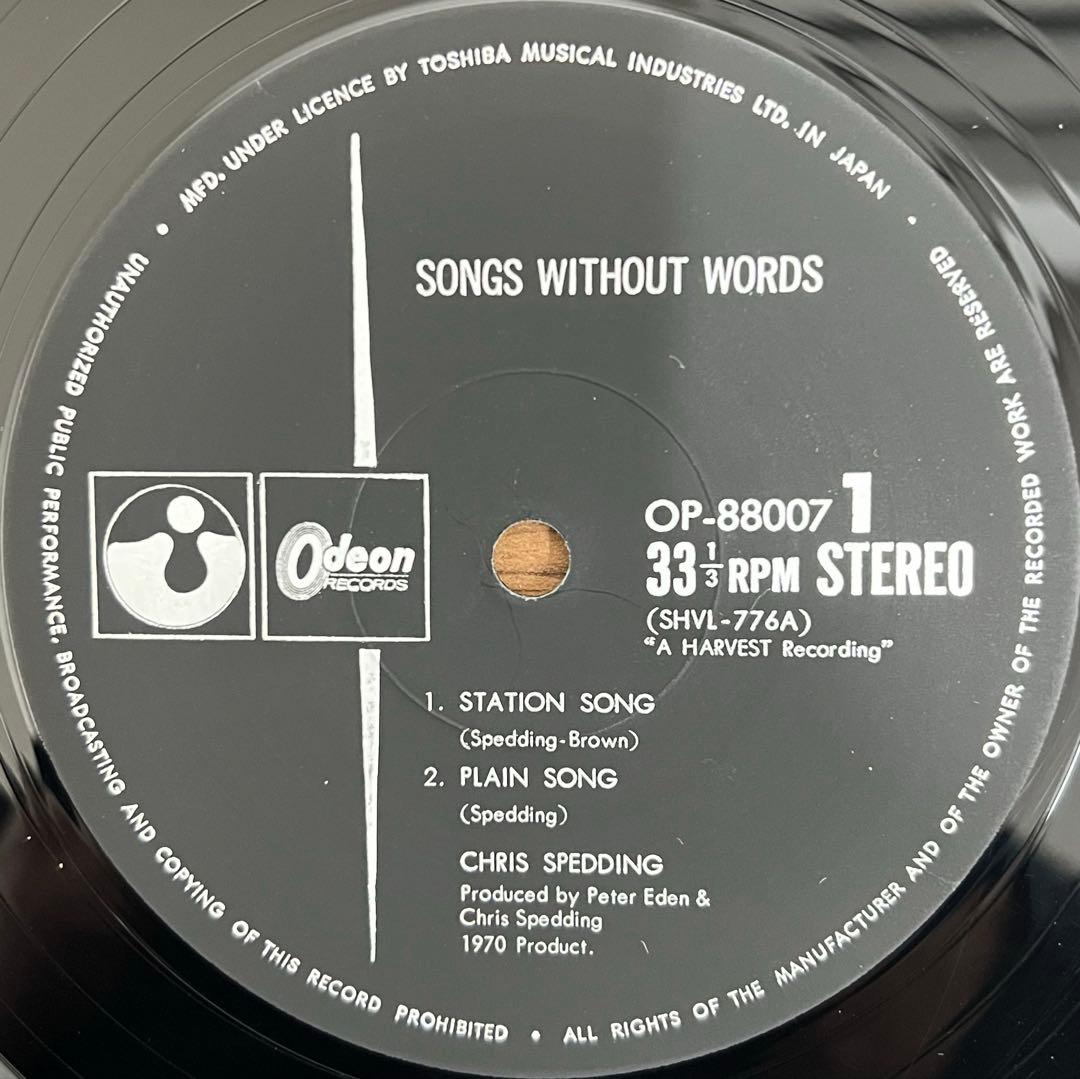 MFD. UNDER LICENCE BY TOSHIBA MUSICAL INDUSTRIES LTD. IN JAPAN •
ALL RIGHTS OF THE MANUFACTURER AND OF THE OWNER OF THE RECORDED WORK ARE RESERVED •
UNAUTHORIZED PUBLIC PERFORMANCE, BROADCASTING AND COPYING OF THIS RECORD PROHIBITED •
SONGS WITHOUT WORDS
Odeon
RECORDS
OP-88007 1
33 1/3 RPM STEREO
(SHVL-776A)
"A HARVEST Recording"
1. STATION SONG
(Spedding-Brown)
2. PLAIN SONG
(Spedding)
CHRIS SPEDDING
Produced by Peter Eden &
Chris Spedding
1970 Product.